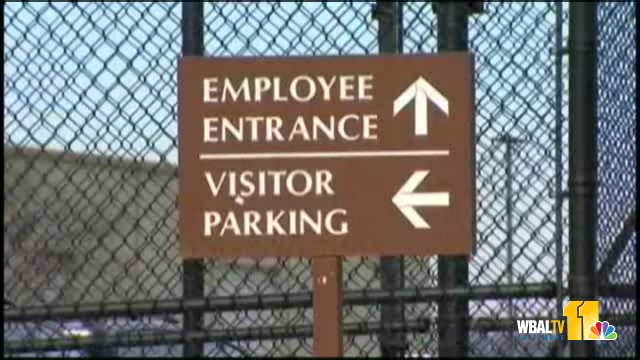 EMPLOYEE
ENTRANCE
VISITOR
PARKING
WBALTV 11